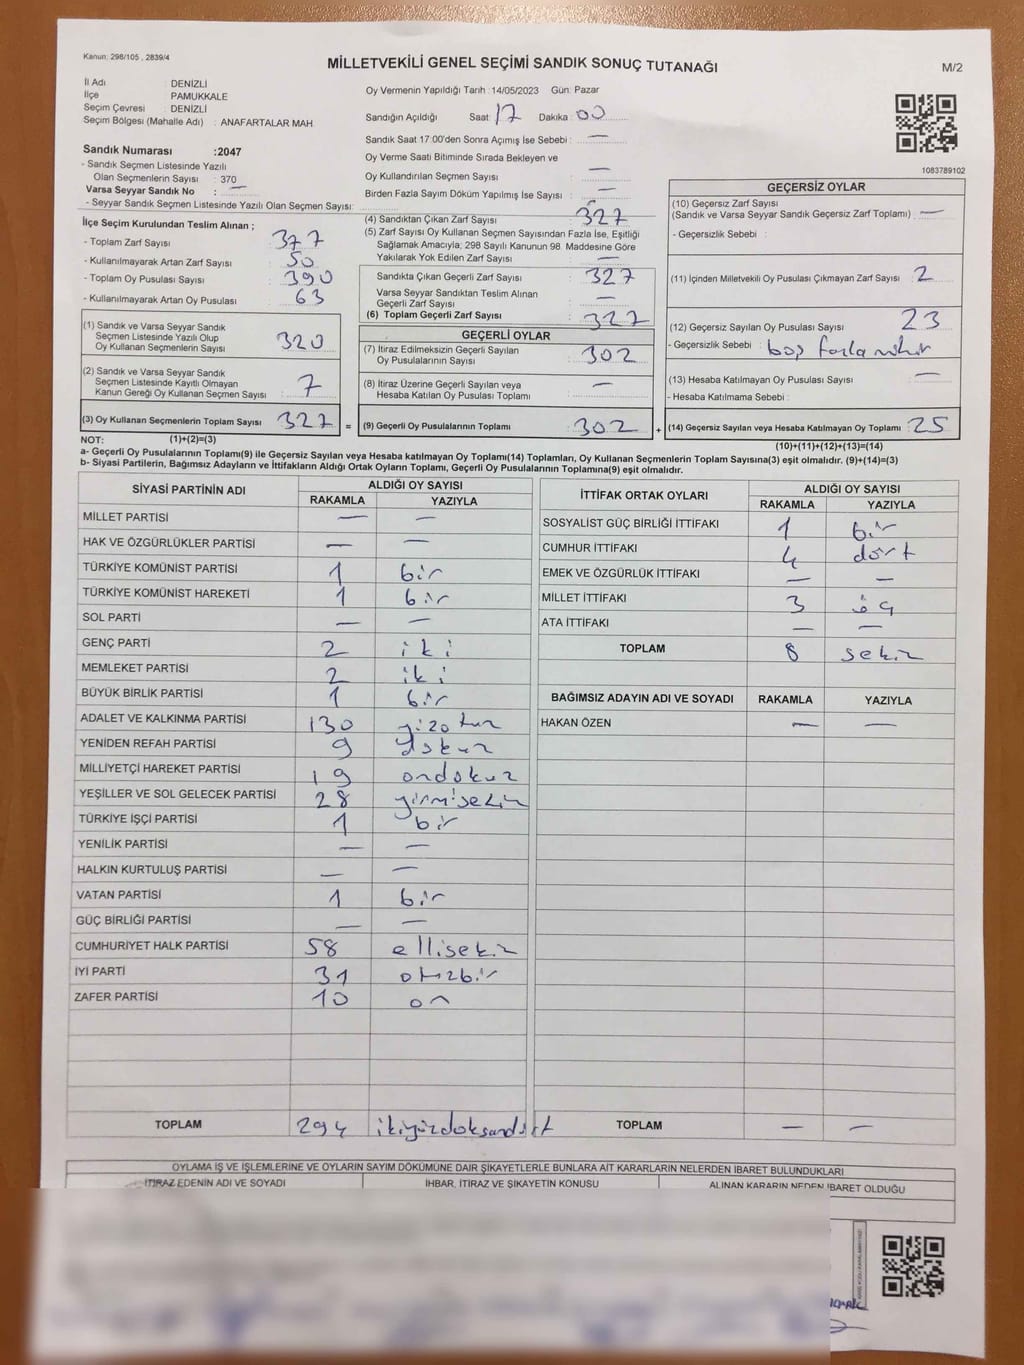 Kanun: 298/105 , 2839/4
MİLLETVEKİLİ GENEL SEÇİMİ SANDIK SONUÇ TUTANAĞI
M/2
İl Adı : DENİZLİ
İlçe : PAMUKKALE
Seçim Çevresi : DENİZLİ
Seçim Bölgesi (Mahalle Adı) : ANAFARTALAR MAH
Sandık Numarası :2047
- Sandık Seçmen Listesinde Yazılı
Olan Seçmenlerin Sayısı : 370
Varsa Seyyar Sandık No : —
- Seyyar Sandık Seçmen Listesinde Yazılı Olan Seçmen Sayısı:
Oy Vermenin Yapıldığı Tarih :14/05/2023 Gün: Pazar
Sandığın Açıldığı Saat: 17 Dakika: 00
Sandık Saat 17:00'den Sonra Açımış İse Sebebi : —
Oy Verme Saati Bitiminde Sırada Bekleyen ve
Oy Kullandırılan Seçmen Sayısı : —
Birden Fazla Sayım Döküm Yapılmış İse Sayısı : —
1083789102
İlçe Seçim Kurulundan Teslim Alınan ;
- Toplam Zarf Sayısı : 377
- Kullanılmayarak Artan Zarf Sayısı : 50
- Toplam Oy Pusulası Sayısı : 390
- Kullanılmayarak Artan Oy Pusulası : 63
(1) Sandık ve Varsa Seyyar Sandık
Seçmen Listesinde Yazılı Olup
Oy Kullanan Seçmenlerin Sayısı : 320
(2) Sandık ve Varsa Seyyar Sandık
Seçmen Listesinde Kayıtlı Olmayan
Kanun Gereği Oy Kullanan Seçmen Sayısı : 7
(3) Oy Kullanan Seçmenlerin Toplam Sayısı : 327 =
(4) Sandıktan Çıkan Zarf Sayısı : 327
(5) Zarf Sayısı Oy Kullanan Seçmen Sayısından Fazla İse, Eşitliği
Sağlamak Amacıyla; 298 Sayılı Kanunun 98. Maddesine Göre
Yakılarak Yok Edilen Zarf Sayısı : —
Sandıkta Çıkan Geçerli Zarf Sayısı : 327
Varsa Seyyar Sandıktan Teslim Alınan
Geçerli Zarf Sayısı : —
(6) Toplam Geçerli Zarf Sayısı : 327
GEÇERLİ OYLAR
(7) İtiraz Edilmeksizin Geçerli Sayılan
Oy Pusulalarının Sayısı : 302
(8) İtiraz Üzerine Geçerli Sayılan veya
Hesaba Katılan Oy Pusulası Toplamı : —
(9) Geçerli Oy Pusulalarının Toplamı : 302 +
GEÇERSİZ OYLAR
(10) Geçersiz Zarf Sayısı
(Sandık ve Varsa Seyyar Sandık Geçersiz Zarf Toplamı) : —
- Geçersizlik Sebebi :
(11) İçinden Milletvekili Oy Pusulası Çıkmayan Zarf Sayısı : 2
(12) Geçersiz Sayılan Oy Pusulası Sayısı : 23
- Geçersizlik Sebebi : boş fazla mühür
(13) Hesaba Katılmayan Oy Pusulası Sayısı : —
- Hesaba Katılmama Sebebi :
(14) Geçersiz Sayılan veya Hesaba Katılmayan Oy Toplamı : 25
NOT: (1)+(2)=(3)
(10)+(11)+(12)+(13)=(14)
a- Geçerli Oy Pusulaları Toplamı(9) ile Geçersiz Sayılan veya Hesaba katılmayan Oy Toplamı(14) Toplamları, Oy Kullanan Seçmenlerin Toplam Sayısına(3) eşit olmalıdır. (9)+(14)=(3)
b- Siyasi Partilerin, Bağımsız Adayların ve İttifakların Aldığı Ortak Oyların Toplamı, Geçerli Oy Pusulalarının Toplamına(9) eşit olmalıdır.
SİYASİ PARTİNİN ADI ALDIĞI OY SAYISI
RAKAMLA YAZIYLA
MİLLET PARTİSİ — —
HAK VE ÖZGÜRLÜKLER PARTİSİ — —
TÜRKİYE KOMÜNİST PARTİSİ 1 bir
TÜRKİYE KOMÜNİST HAREKETİ 1 bir
SOL PARTİ — —
GENÇ PARTİ 2 iki
MEMLEKET PARTİSİ 2 iki
BÜYÜK BİRLİK PARTİSİ 1 bir
ADALET VE KALKINMA PARTİSİ 130 yüzotuz
YENİDEN REFAH PARTİSİ 9 dokuz
MİLLİYETÇİ HAREKET PARTİSİ 19 ondokuz
YEŞİLLER VE SOL GELECEK PARTİSİ 28 yirmisekiz
TÜRKİYE İŞÇİ PARTİSİ 1 bir
YENİLİK PARTİSİ — —
HALKIN KURTULUŞ PARTİSİ — —
VATAN PARTİSİ 1 bir
GÜÇ BİRLİĞİ PARTİSİ — —
CUMHURİYET HALK PARTİSİ 58 ellisekiz
İYİ PARTİ 31 otuzbir
ZAFER PARTİSİ 10 on
TOPLAM 294 ikiyüzdoksandört
İTTİFAK ORTAK OYLARI ALDIĞI OY SAYISI
RAKAMLA YAZIYLA
SOSYALİST GÜÇ BİRLİĞİ İTTİFAKI 1 bir
CUMHUR İTTİFAKI 4 dört
EMEK VE ÖZGÜRLÜK İTTİFAKI — —
MİLLET İTTİFAKI 3 üç
ATA İTTİFAKI — —
TOPLAM 8 sekiz
BAĞIMSIZ ADAYIN ADI VE SOYADI RAKAMLA YAZIYLA
HAKAN ÖZEN — —
TOPLAM — —
OYLAMA İŞ VE İŞLEMLERİNE VE OYLARIN SAYIM DÖKÜMÜNE DAİR ŞİKAYETLERLE BUNLARA AİT KARARLARIN NELERDEN İBARET BULUNDUKLARI
İTİRAZ EDENİN ADI VE SOYADI İHBAR, İTİRAZ VE ŞİKAYETİN KONUSU ALINAN KARARIN NEDEN İBARET OLDUĞU